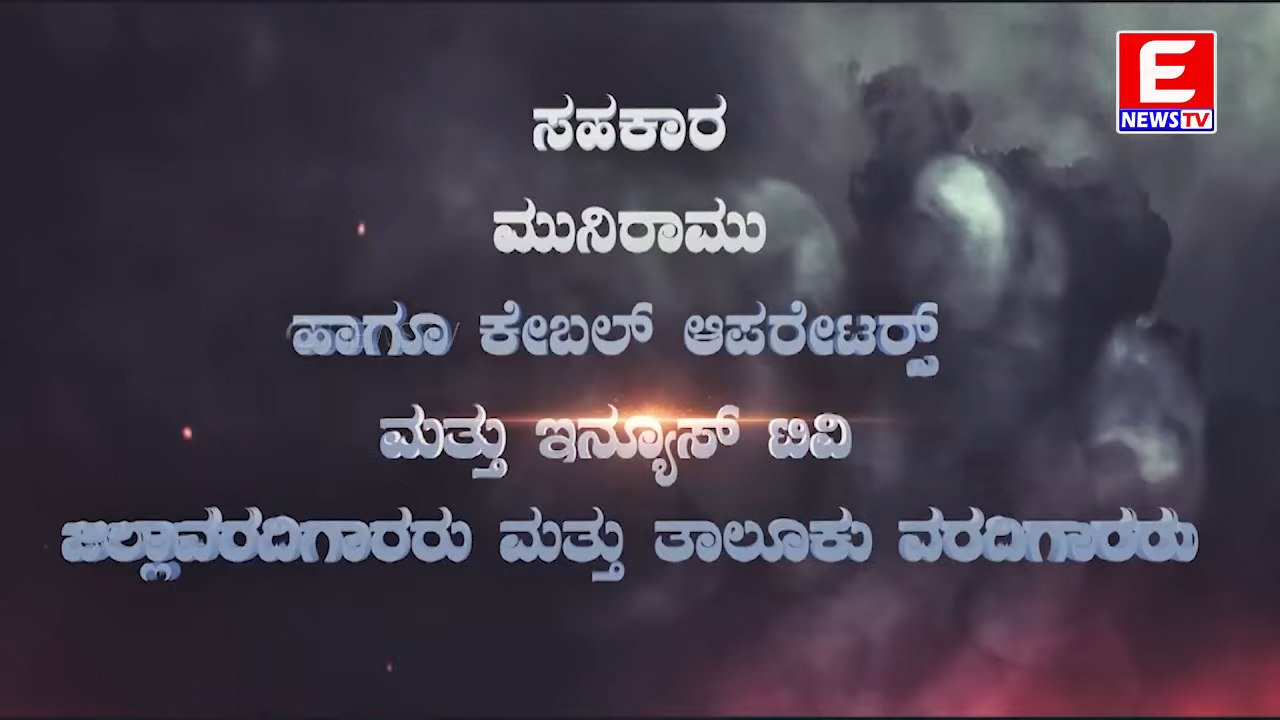 E
NEWS TV
ಸಹಕಾರ
ಮುನಿರಾಮು
ಹಾಗೂ ಕೇಬಲ್ ಆಪರೇಟರ್‍ಸ್
ಮತ್ತು ಇನ್ಯೂಸ್ ಟಿವಿ
ಜಿಲ್ಲಾವರದಿಗಾರರು ಮತ್ತು ತಾಲೂಕು ವರದಿಗಾರರು